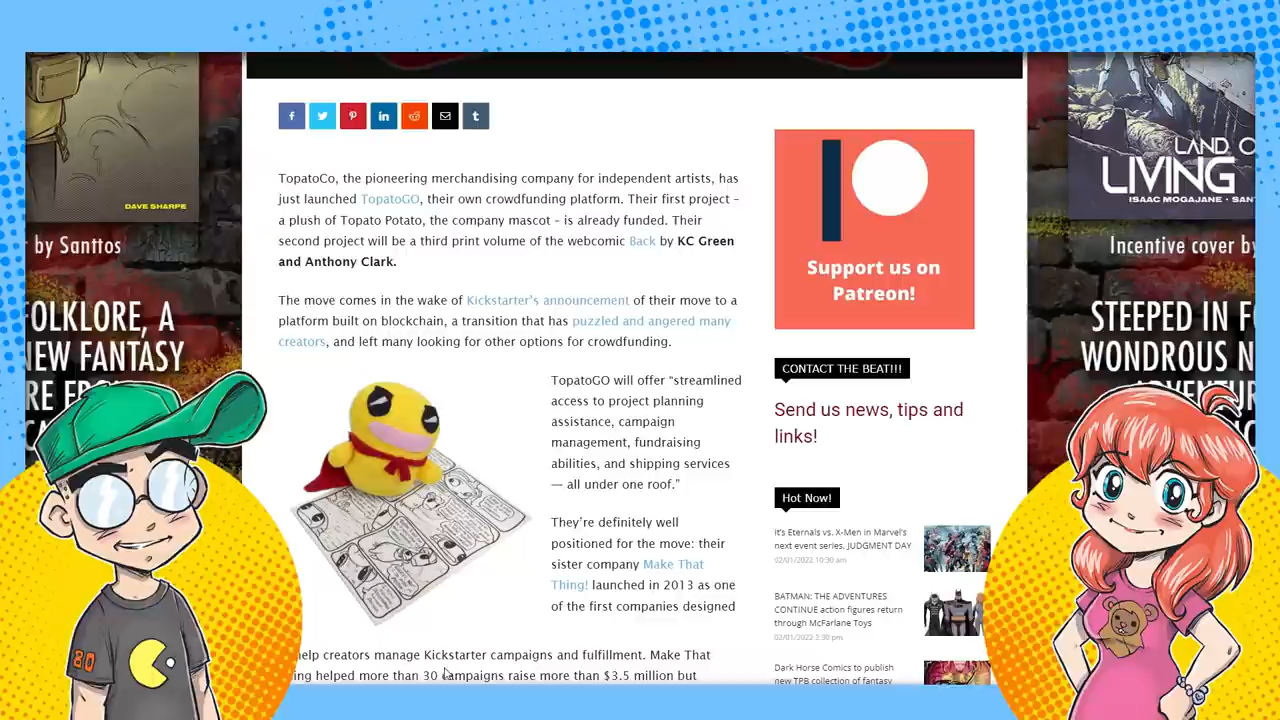 DAVE SHARPE
by Santtos
FOLKLORE, A
NEW FANTASY
LAND O
LIVING
ISAAC MOGAJANE - SAN
Incentive cover by
STEEPED IN F
WONDROUS N
TopatoCo, the pioneering merchandising company for independent artists, has
just launched TopatoGO, their own crowdfunding platform. Their first project –
a plush of Topato Potato, the company mascot – is already funded. Their
second project will be a third print volume of the webcomic Back by KC Green
and Anthony Clark.
The move comes in the wake of Kickstarter's announcement of their move to a
platform built on blockchain, a transition that has puzzled and angered many
creators, and left many looking for other options for crowdfunding.
TopatoGO will offer “streamlined
access to project planning
assistance, campaign
management, fundraising
abilities, and shipping services
— all under one roof.”
They're definitely well
positioned for the move: their
sister company Make That
Thing! launched in 2013 as one
of the first companies designed
help creators manage Kickstarter campaigns and fulfillment. Make That
ing helped more than 30 campaigns raise more than $3.5 million but
Support us on
Patreon!
CONTACT THE BEAT!!!
Send us news, tips and
links!
Hot Now!
It's Eternals vs. X-Men in Marvel's
next event series, JUDGMENT DAY
02/01/2022 10:30 am
BATMAN: THE ADVENTURES
CONTINUE action figures return
through McFarlane Toys
02/01/2022 2:30 pm
Dark Horse Comics to publish
new TPB collection of fantasy
80